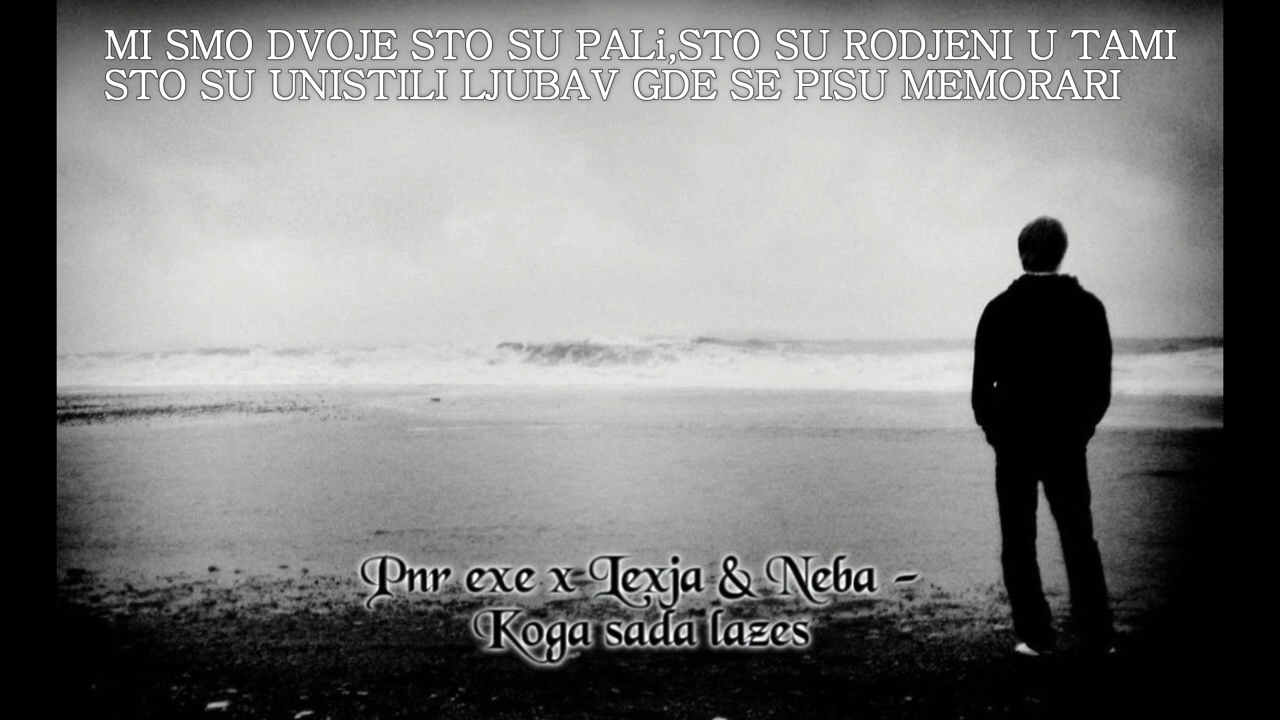 MI SMO DVOJE STO SU PALi,STO SU RODJENI U TAMI
STO SU UNISTILI LJUBAV GDE SE PISU MEMORARI
Pnr exe x Lexja & Neba -
Koga sada lazes